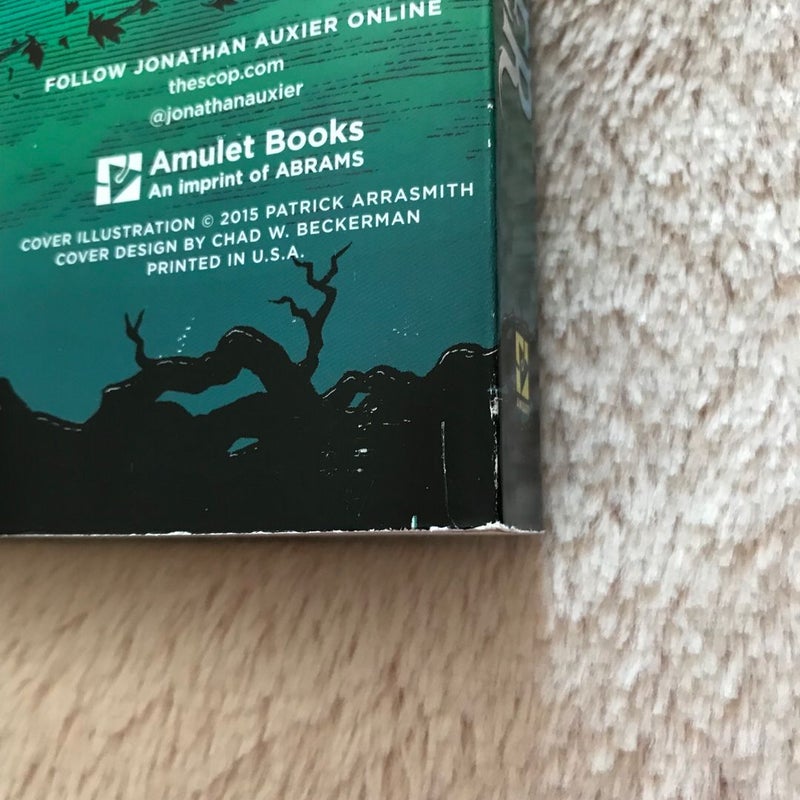 FOLLOW JONATHAN AUXIER ONLINE
thescop.com
@jonathanauxier
Amulet Books
An imprint of ABRAMS
COVER ILLUSTRATION © 2015 PATRICK ARRASMITH
COVER DESIGN BY CHAD W. BECKERMAN
PRINTED IN U.S.A.